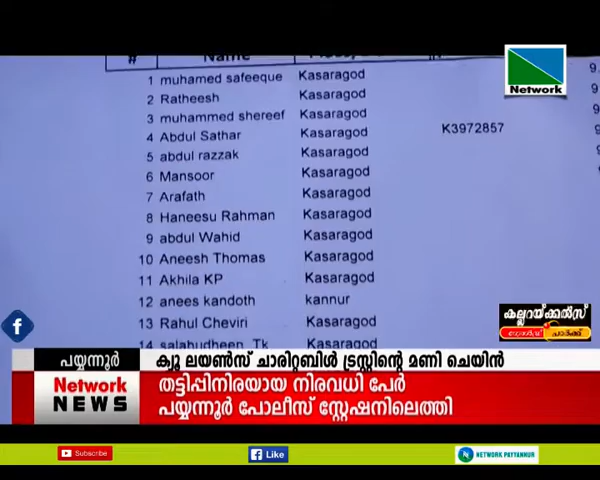 # Name
1 muhamed safeeque Kasaragod
2 Ratheesh Kasaragod
3 muhammed shereef Kasaragod
4 Abdul Sathar Kasaragod K3972857
5 abdul razzak Kasaragod
6 Mansoor Kasaragod
7 Arafath Kasaragod
8 Haneesu Rahman Kasaragod
9 abdul Wahid Kasaragod
10 Aneesh Thomas Kasaragod
11 Akhila KP Kasaragod
12 anees kandoth kannur
13 Rahul Cheviri Kasaragod
14 salahudheen. Tk Kasaragod
Network
കല്ലറയ്ക്കൽസ്
പയ്യന്നൂർ
ക്യൂ ലയൺസ് ചാരിറ്റബിൾ ട്രസ്റ്റിന്റെ മണി ചെയിൻ
Network
NEWS
തട്ടിപ്പിനിരയായ നിരവധി പേർ
പയ്യന്നൂർ പോലീസ് സ്റ്റേഷനിലെത്തി
Subscribe
Like
NETWORK PAYYANNUR